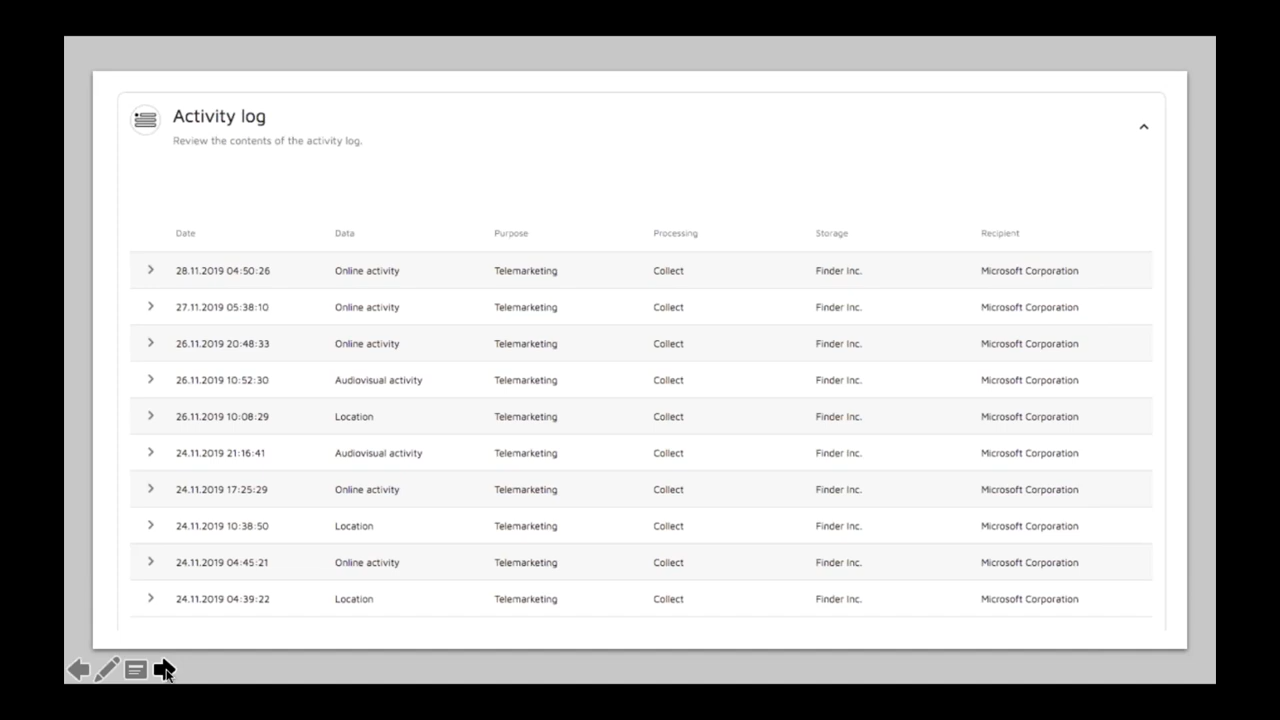 Activity log
Review the contents of the activity log.
Date Data Purpose Processing Storage Recipient
28.11.2019 04:50:26 Online activity Telemarketing Collect Finder Inc. Microsoft Corporation
27.11.2019 05:38:10 Online activity Telemarketing Collect Finder Inc. Microsoft Corporation
26.11.2019 20:48:33 Online activity Telemarketing Collect Finder Inc. Microsoft Corporation
26.11.2019 10:52:30 Audiovisual activity Telemarketing Collect Finder Inc. Microsoft Corporation
26.11.2019 10:08:29 Location Telemarketing Collect Finder Inc. Microsoft Corporation
24.11.2019 21:16:41 Audiovisual activity Telemarketing Collect Finder Inc. Microsoft Corporation
24.11.2019 17:25:29 Online activity Telemarketing Collect Finder Inc. Microsoft Corporation
24.11.2019 10:38:50 Location Telemarketing Collect Finder Inc. Microsoft Corporation
24.11.2019 04:45:21 Online activity Telemarketing Collect Finder Inc. Microsoft Corporation
24.11.2019 04:39:22 Location Telemarketing Collect Finder Inc. Microsoft Corporation